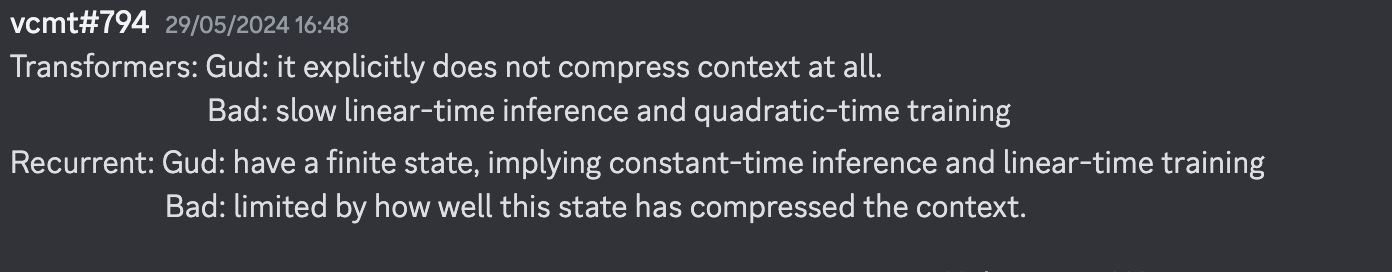 vcmt#794 29/05/2024 16:48
Transformers: Gud: it explicitly does not compress context at all.
Bad: slow linear-time inference and quadratic-time training
Recurrent: Gud: have a finite state, implying constant-time inference and linear-time training
Bad: limited by how well this state has compressed the context.